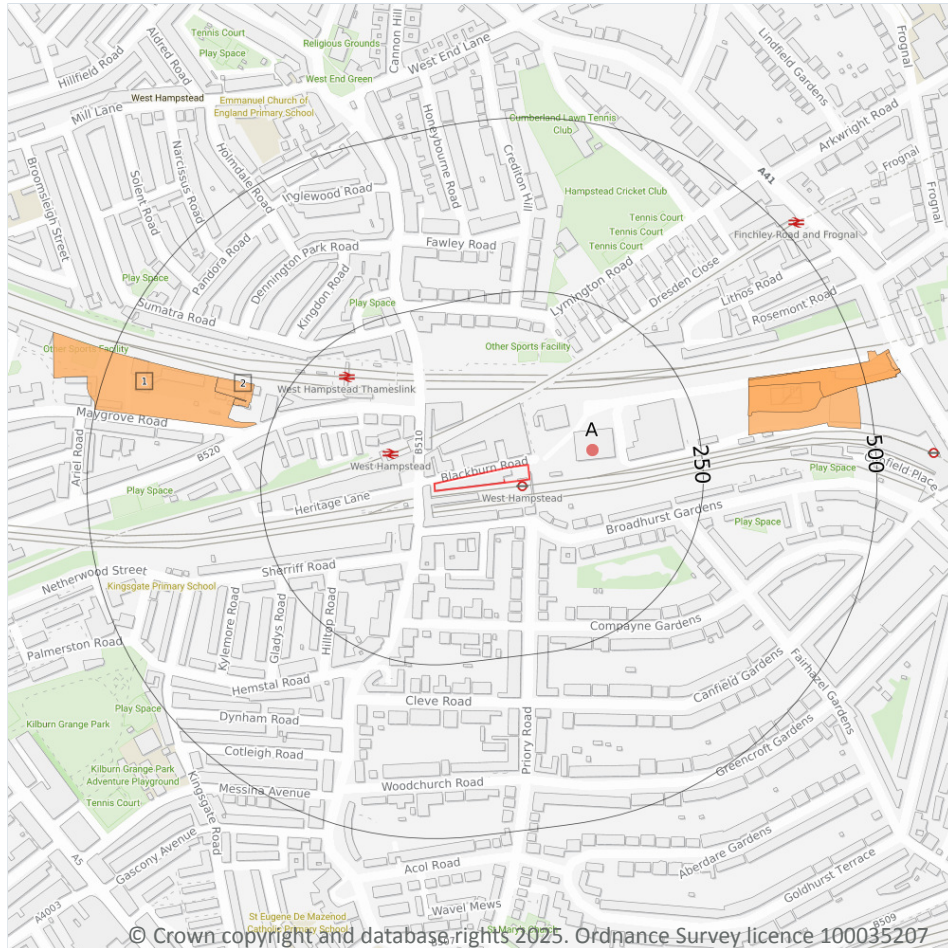 Hillfield Road
Aldred Road
Tennis Court
Play Space
Religious Grounds
Cannon Hill
West End Lane
West End Green
Lindfield Gardens
Frognal
Mill Lane
West Hampstead
Emmanuel Church of
England Primary School
Honeybourne Road
Crediton Hill
Cumberland Lawn Tennis
Club
Arkwright Road
Frognal
A41
Broomsleigh Street
Solent Road
Narcissus Road
Holmdale Road
Inglewood Road
Hampstead Cricket Club
Tennis Court
Tennis Court
Tennis Court
Frognal
Finchley Road and Frognal
Pandora Road
Dennington Park Road
Fawley Road
Kingdon Road
Play Space
Play Space
Sumatra Road
Lymington Road
Dresden Close
Lithos Road
Rosemont Road
Other Sports Facility
Other Sports Facility
1
2
West Hampstead Thameslink
Maygrove Road
Ariel Road
B520
B510
West Hampstead
A
Blackburn Road
West Hampstead
250
500
Play Space
Play Space
Heritage Lane
Broadhurst Gardens
Play Space
Netherwood Street
Kingsgate Primary School
Sherriff Road
Kylemore Road
Gladys Road
Hilltop Road
Compayne Gardens
Palmerston Road
Hemstal Road
Canfield Gardens
Fairhazel Gardens
Play Space
Kilburn Grange Park
Dynham Road
Cleve Road
Priory Road
Cotleigh Road
Greencroft Gardens
Kilburn Grange Park
Adventure Playground
Tennis Court
Messina Avenue
Woodchurch Road
Kingsgate Road
Gascony Avenue
A5
Acol Road
Aberdare Gardens
Goldhurst Terrace
A4003
Wavel Mews
St Eugene De Mazenod
Catholic Primary School
St Mary's Church
B509
© Crown copyright and database rights 2025. Ordnance Survey licence 100035207